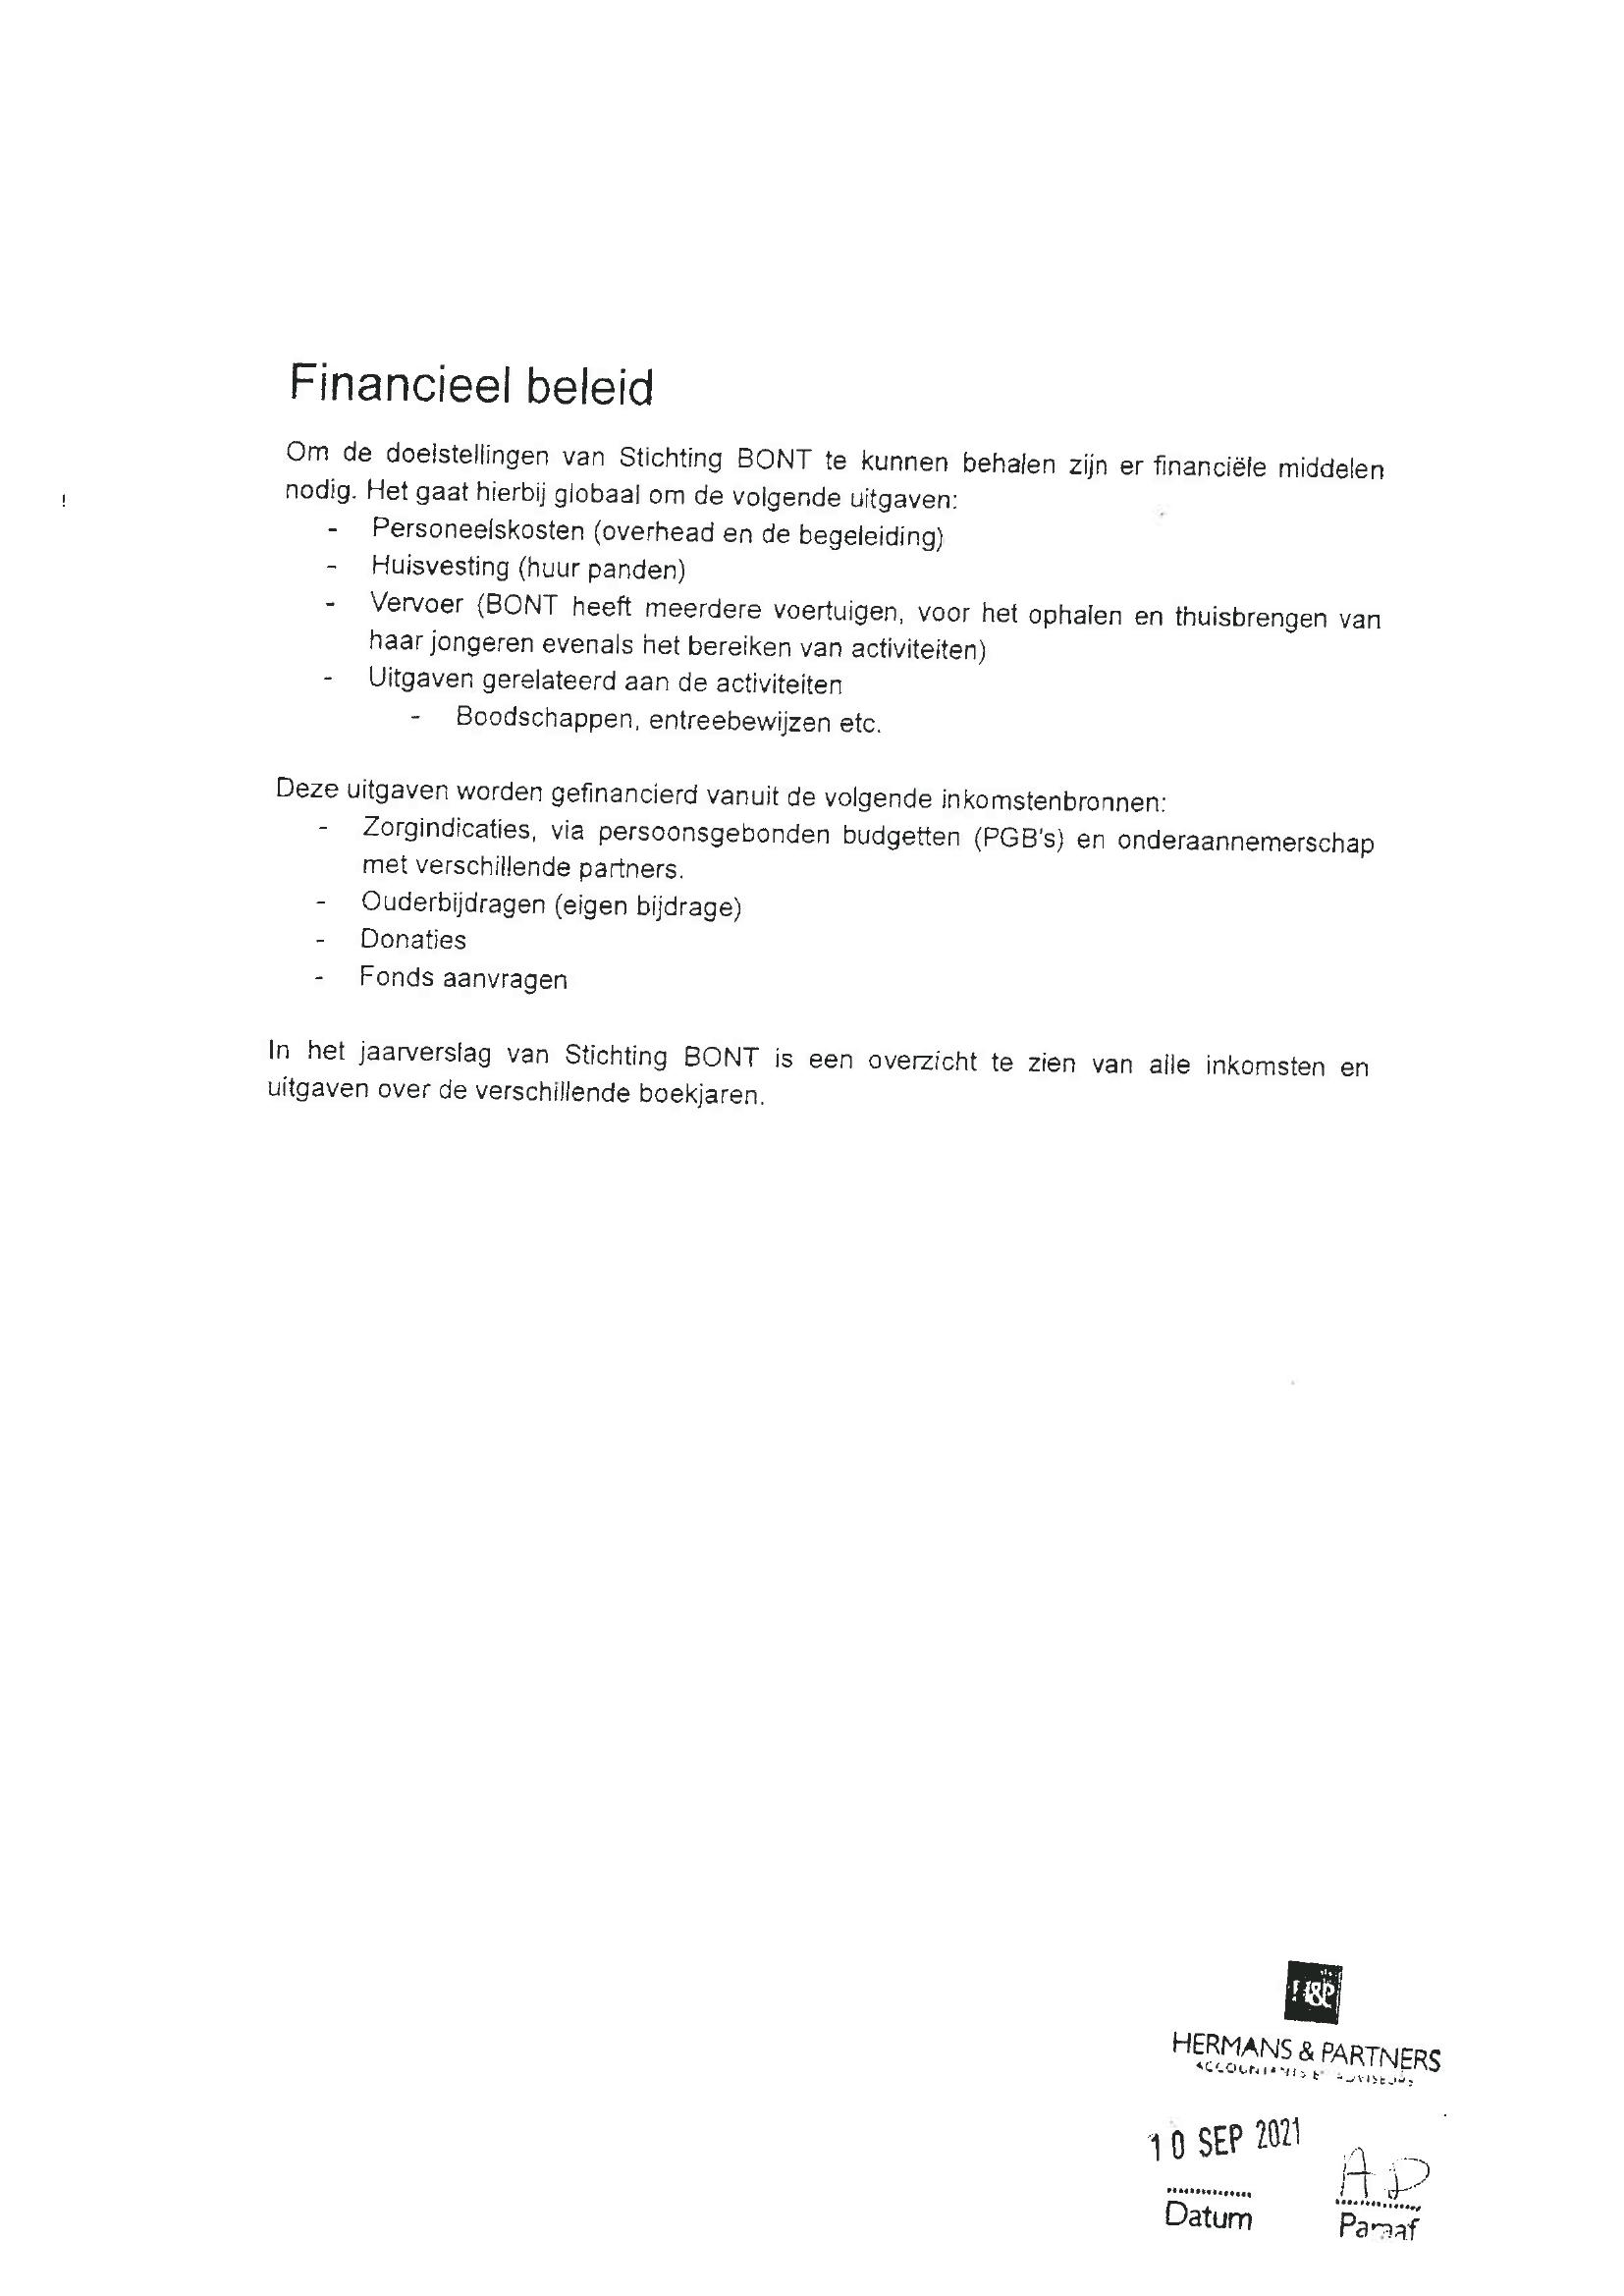 Financieel beleid
Om de doelstellingen van Stichting BONT te kunnen behalen zijn er financiële middelen
nodig. Het gaat hierbij globaal om de volgende uitgaven:
- Personeelskosten (overhead en de begeleiding)
- Huisvesting (huur panden)
- Vervoer (BONT heeft meerdere voertuigen, voor het ophalen en thuisbrengen van
haar jongeren evenals het bereiken van activiteiten)
- Uitgaven gerelateerd aan de activiteiten
- Boodschappen, entreebewijzen etc.
Deze uitgaven worden gefinancierd vanuit de volgende inkomstenbronnen:
- Zorgindicaties, via persoonsgebonden budgetten (PGB's) en onderaannemerschap
met verschillende partners.
- Ouderbijdragen (eigen bijdrage)
- Donaties
- Fonds aanvragen
In het jaarverslag van Stichting BONT is een overzicht te zien van alle inkomsten en
uitgaven over de verschillende boekjaren.
H&P
HERMANS & PARTNERS
ACCOUNTANTS EN ADVISEURS
10 SEP 2021
AD
Datum
Paraaf